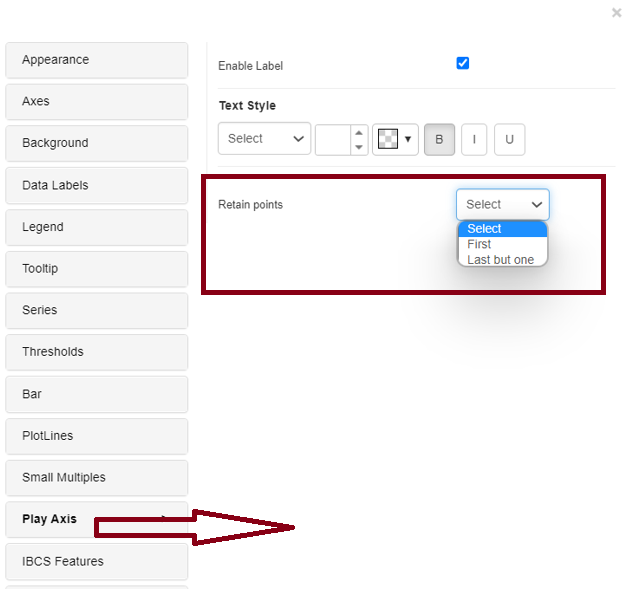 Appearance
Axes
Background
Data Labels
Legend
Tooltip
Series
Thresholds
Bar
PlotLines
Small Multiples
Play Axis
IBCS Features
Enable Label
Text Style
Select
B
I
U
Retain points
Select
Select
First
Last but one